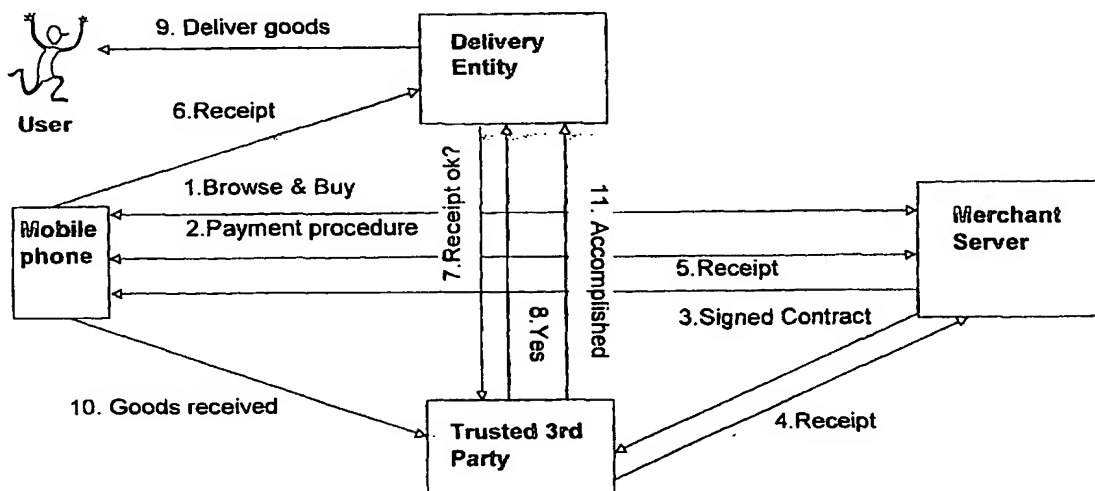 9. Deliver goods
Delivery
Entity
User
6.Receipt
7.Receipt ok?
8.Yes
11. Accomplished
1.Browse & Buy
2.Payment procedure
Mobile
phone
Merchant
Server
5.Receipt
3.Signed Contract
4.Receipt
10. Goods received
Trusted 3rd
Party